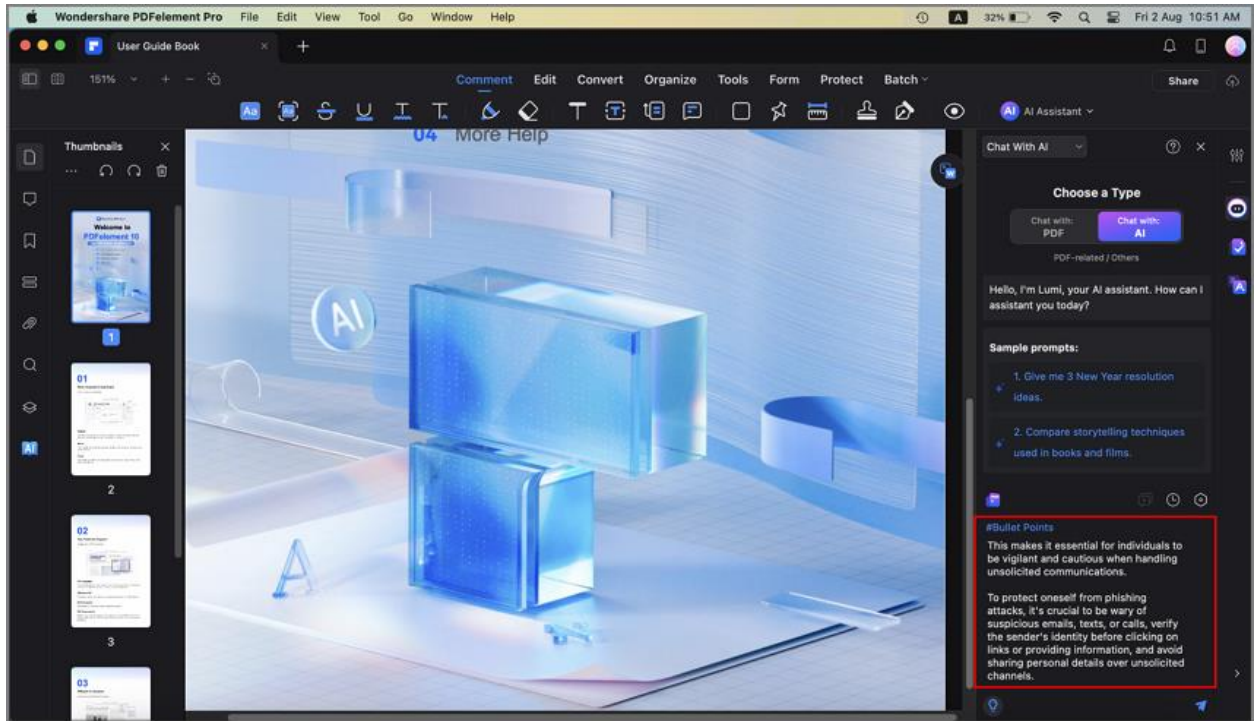 Wondershare PDFelement Pro File Edit View Tool Go Window Help A 32% Fri 2 Aug 10:51 AM
User Guide Book × +
151% Comment Edit Convert Organize Tools Form Protect Batch Share
Aa Aa S U T T T T AI AI Assistant
Thumbnails ×
Welcome to
PDFelement 10
1
01
2
02
3
03
AI
04 More Help
W
AI
A
Chat With AI ? ×
Choose a Type
Chat with:
PDF
Chat with:
AI
PDF-related / Others
Hello, I'm Lumi, your AI assistant. How can I
assistant you today?
Sample prompts:
1. Give me 3 New Year resolution
ideas.
2. Compare storytelling techniques
used in books and films.
#Bullet Points
This makes it essential for individuals to
be vigilant and cautious when handling
unsolicited communications.
To protect oneself from phishing
attacks, it's crucial to be wary of
suspicious emails, texts, or calls, verify
the sender's identity before clicking on
links or providing information, and avoid
sharing personal details over unsolicited
channels.
A